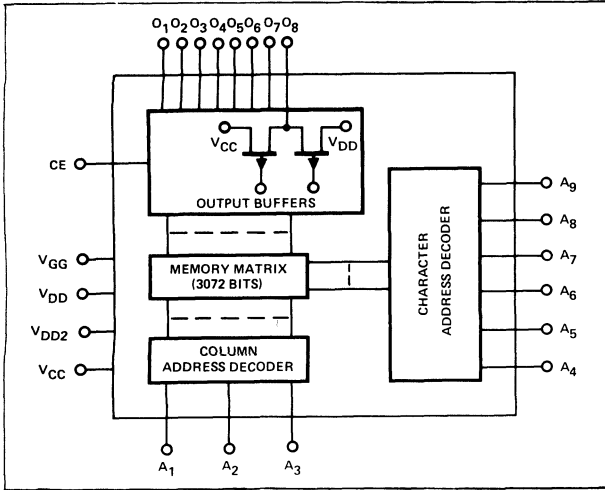 O1 O2 O3 O4 O5 O6 O7 O8
VCC
VDD
OUTPUT BUFFERS
CE
VGG
VDD
VDD2
VCC
MEMORY MATRIX
(3072 BITS)
COLUMN
ADDRESS DECODER
CHARACTER
ADDRESS DECODER
A9
A8
A7
A6
A5
A4
A1 A2 A3